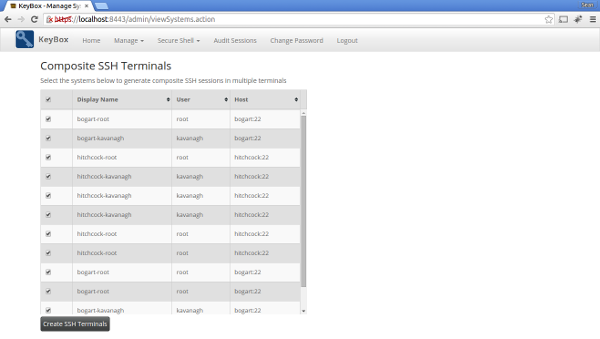 KeyBox - Manage Sys
Sean
https://localhost:8443/admin/viewSystems.action
KeyBox Home Manage Secure Shell Audit Sessions Change Password Logout
Composite SSH Terminals
Select the systems below to generate composite SSH sessions in multiple terminals
Display Name User Host
bogart-root root bogart:22
bogart-kavanagh kavanagh bogart:22
hitchcock-root root hitchcock:22
hitchcock-kavanagh kavanagh hitchcock:22
hitchcock-kavanagh kavanagh hitchcock:22
hitchcock-kavanagh kavanagh hitchcock:22
hitchcock-root root hitchcock:22
hitchcock-root root hitchcock:22
bogart-root root bogart:22
bogart-root root bogart:22
bogart-kavanagh kavanagh bogart:22
Create SSH Terminals